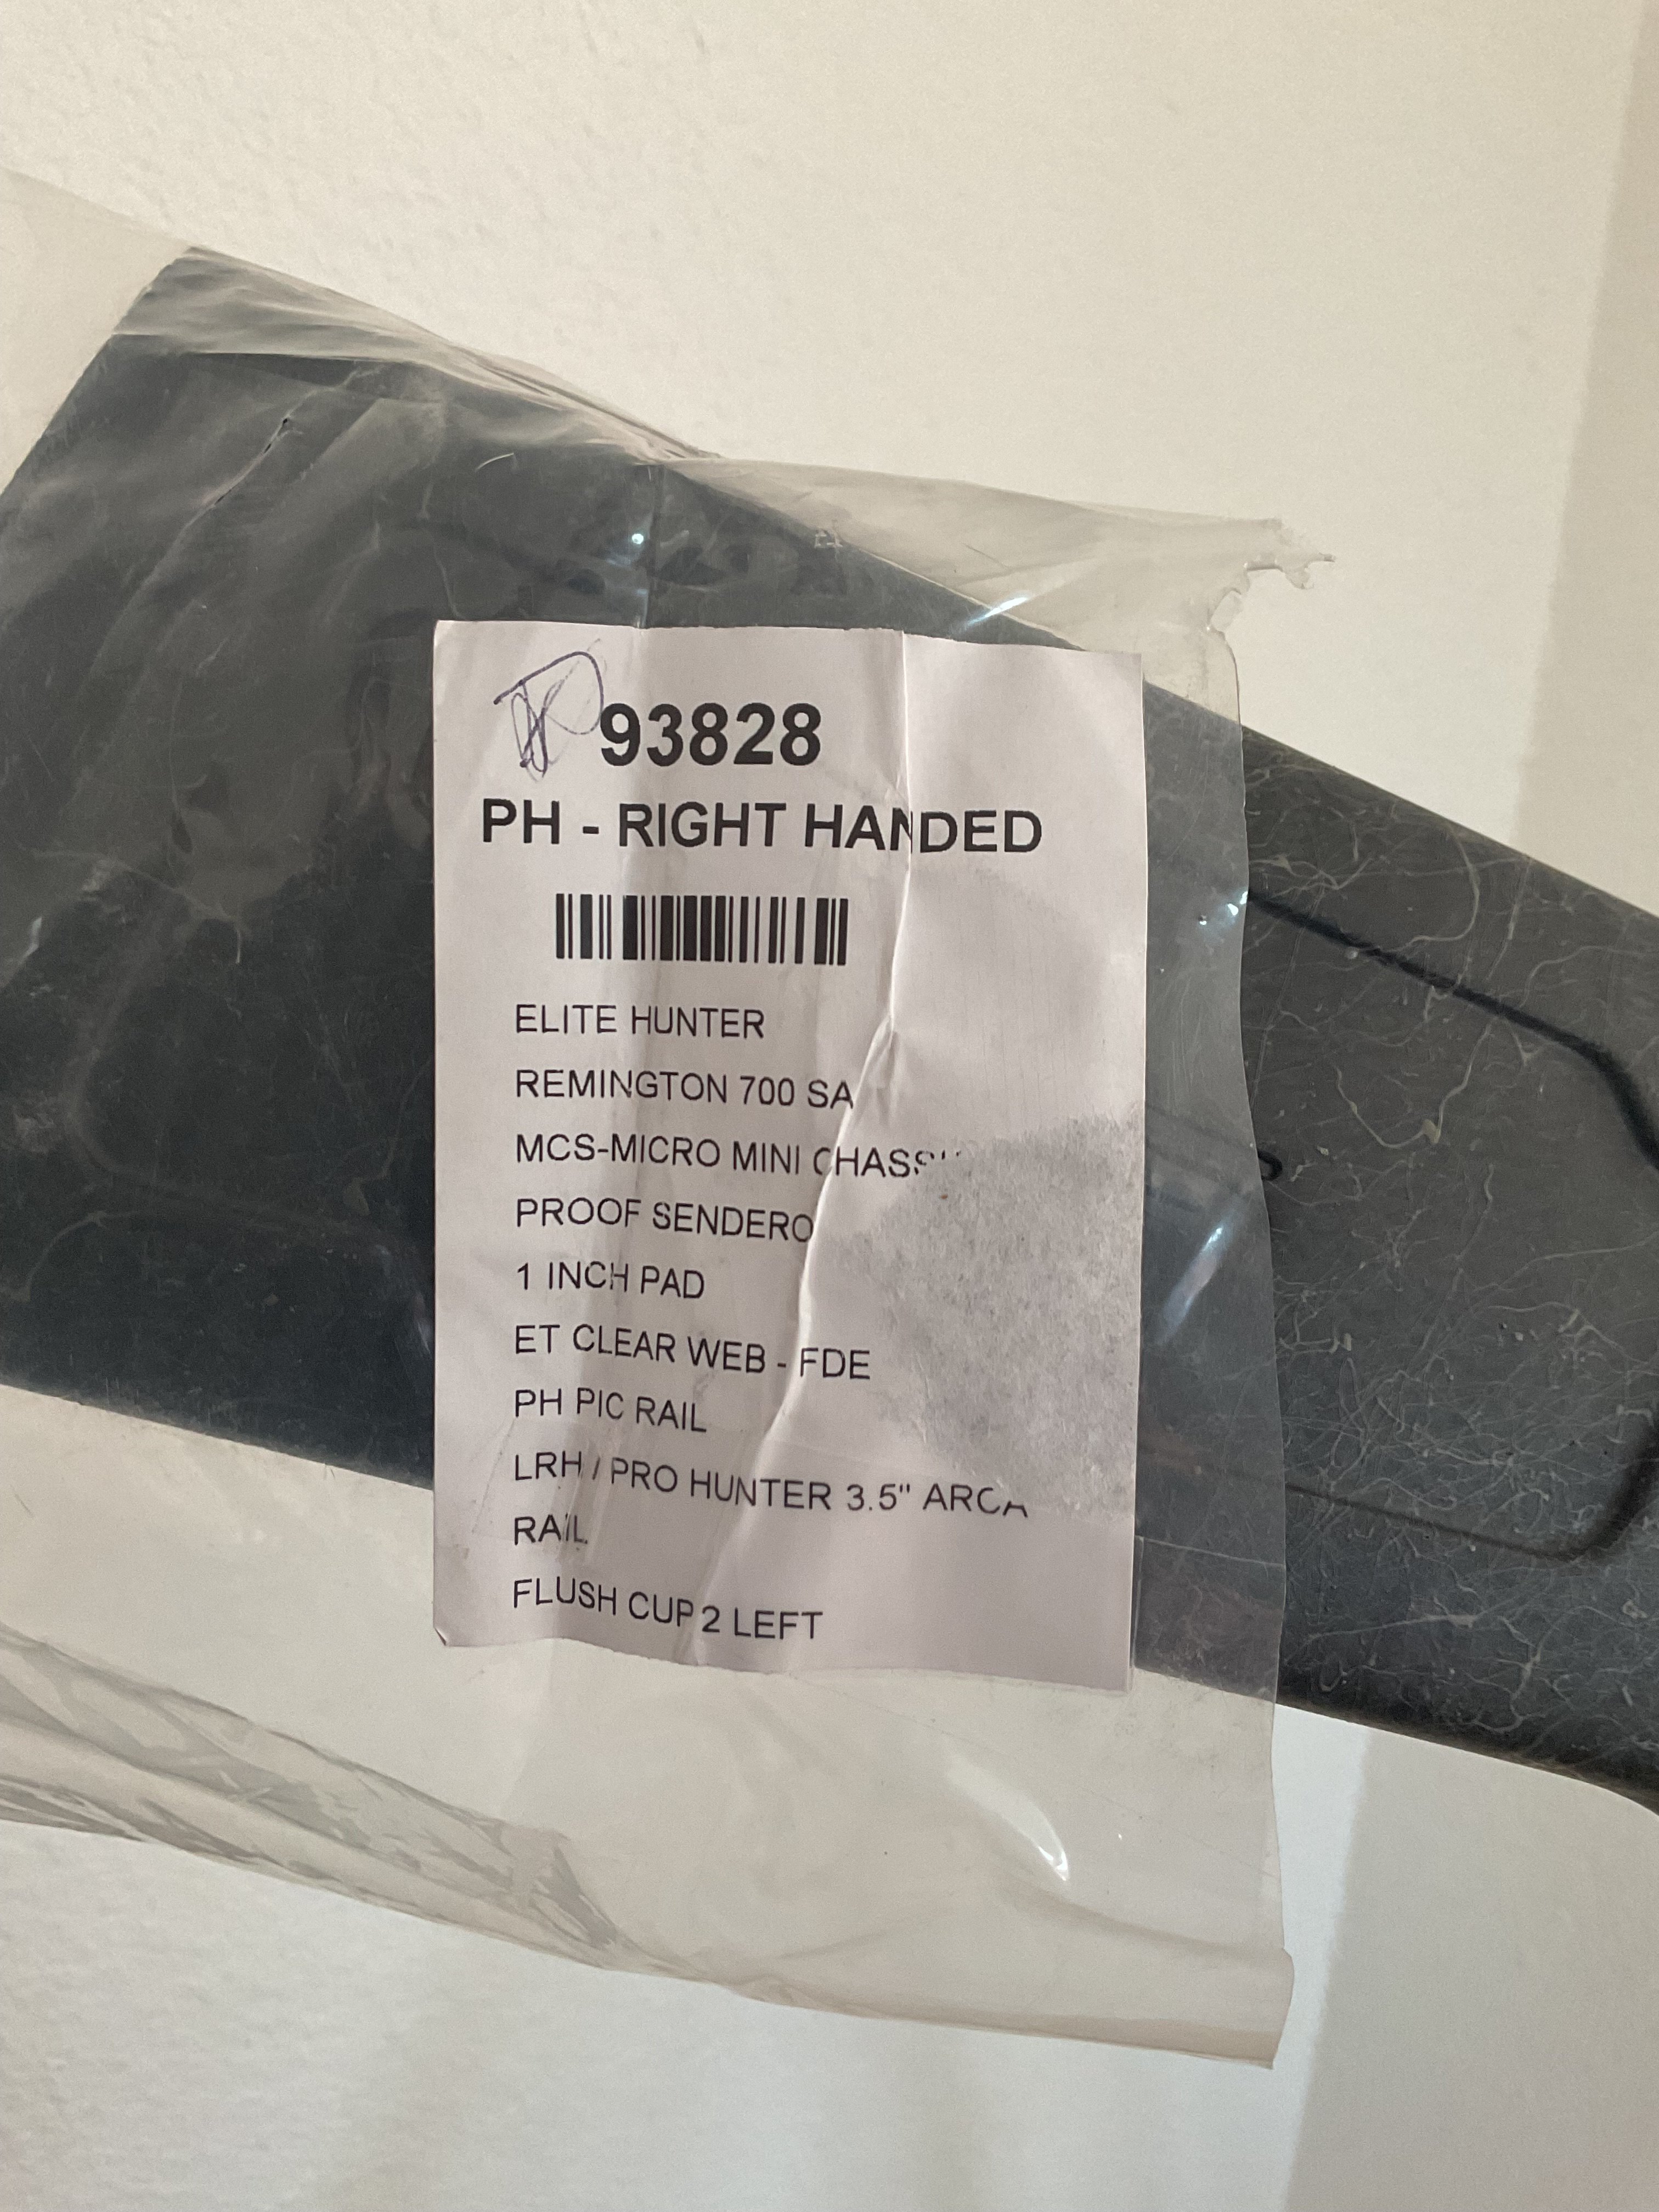 93828
PH - RIGHT HANDED
ELITE HUNTER
REMINGTON 700 SA
MCS-MICRO MINI
PROOF SENDERO
1 INCH PAD
ET CLEAR WEB - FDE
PH PIC RAIL
LRH / PRO HUNTER 3.5" ARCA
RAIL
FLUSH CUP 2 LEFT